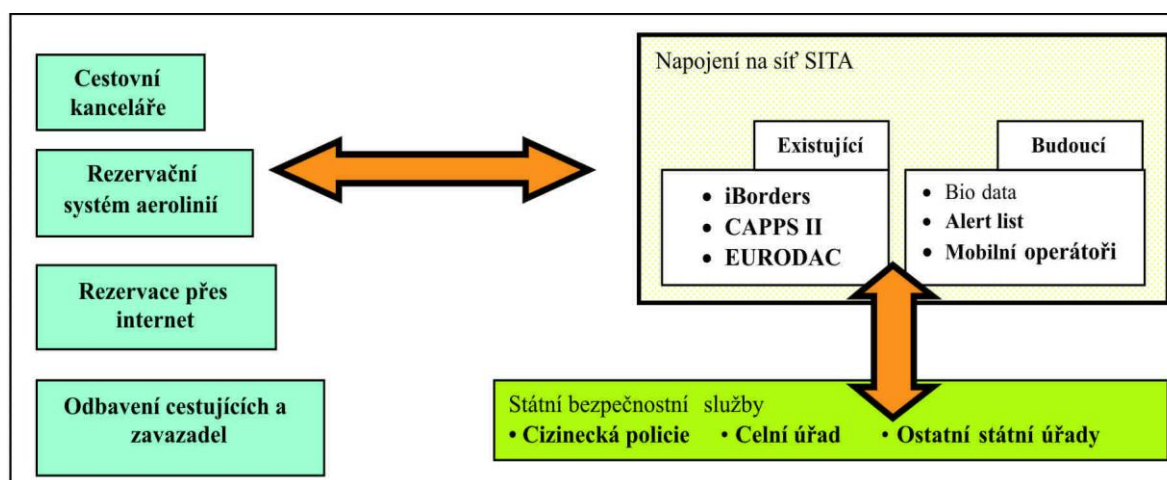 Cestovní
kanceláře
Rezervační
systém aerolinií
Rezervace přes
internet
Odbavení cestujících a
zavazadel
Napojení na síť SITA
Existující
• iBorders
• CAPPS II
• EURODAC
Budoucí
• Bio data
• Alert list
• Mobilní operátoři
Státní bezpečnostní služby
• Cizinecká policie • Celní úřad • Ostatní státní úřady